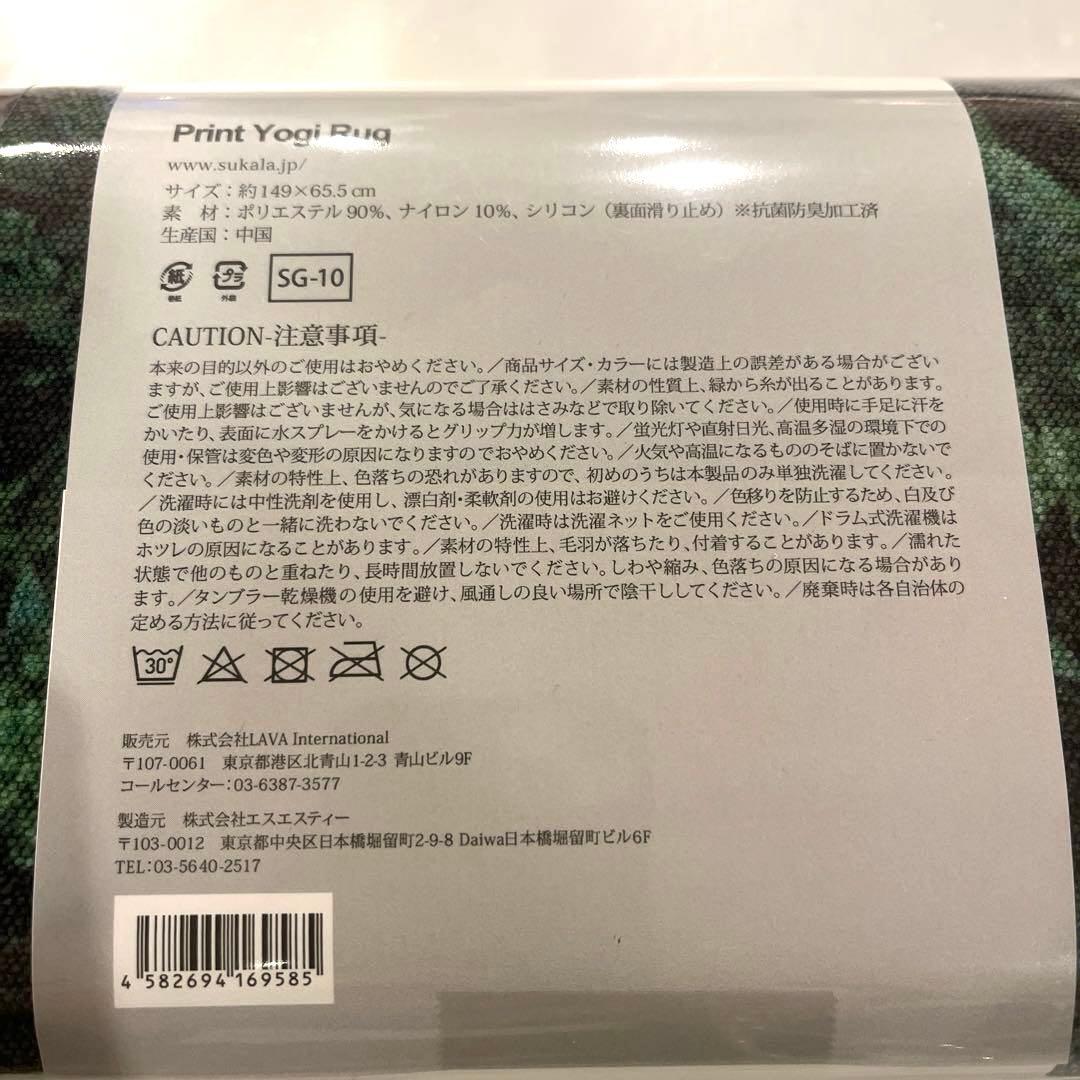 Print Yogi Rug
www.sukala.jp/
サイズ：約149×65.5 cm
素　材：ポリエステル 90%、ナイロン 10%、シリコン（裏面滑り止め）※抗菌防臭加工済
生産国：中国
紙 プラ SG-10
外袋
CAUTION-注意事項-
本来の目的以外のご使用はおやめください。／商品サイズ・カラーには製造上の誤差がある場合がござい
ますが、ご使用上影響はございませんのでご了承ください。／素材の性質上、縁から糸が出ることがあります。
ご使用上影響はございませんが、気になる場合ははさみなどで取り除いてください。／使用時に手足に汗を
かいたり、表面に水スプレーをかけるとグリップ力が増します。／蛍光灯や直射日光、高温多湿の環境下での
使用・保管は変色や変形の原因になりますのでおやめください。／火気や高温になるもののそばに置かないで
ください。／素材の特性上、色落ちの恐れがありますので、初めのうちは本製品のみ単独洗濯してください。
／洗濯時には中性洗剤を使用し、漂白剤・柔軟剤の使用はお避けください。／色移りを防止するため、白及び
色の淡いものと一緒に洗わないでください。／洗濯時は洗濯ネットをご使用ください。／ドラム式洗濯機は
ホツレの原因になることがあります。／素材の特性上、毛羽が落ちたり、付着することがあります。／濡れた
状態で他のものと重ねたり、長時間放置しないでください。しわや縮み、色落ちの原因になる場合があり
ます。／タンブラー乾燥機の使用を避け、風通しの良い場所で陰干ししてください。／廃棄時は各自治体の
定める方法に従ってください。
30°
販売元　株式会社LAVA International
〒107-0061　東京都港区北青山1-2-3 青山ビル9F
コールセンター：03-6387-3577
製造元　株式会社エスエスティー
〒103-0012　東京都中央区日本橋堀留町2-9-8 Daiwa日本橋堀留町ビル6F
TEL：03-5640-2517
4 582694 169585